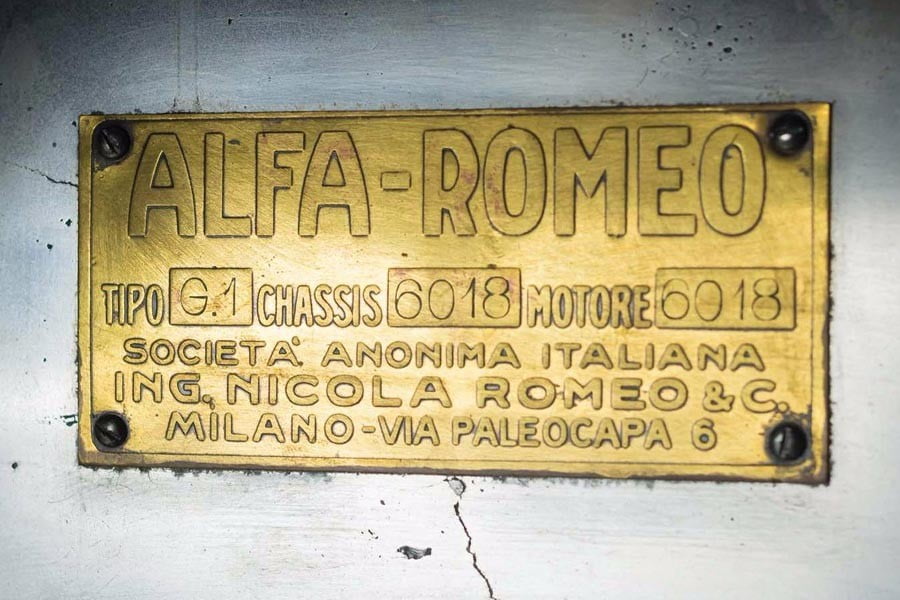 ALFA-ROMEO
TIPO G.1 CHASSIS 6018 MOTORE 6018
SOCIETÀ ANONIMA ITALIANA
ING. NICOLA ROMEO & C.
MILANO - VIA PALEOCAPA 6